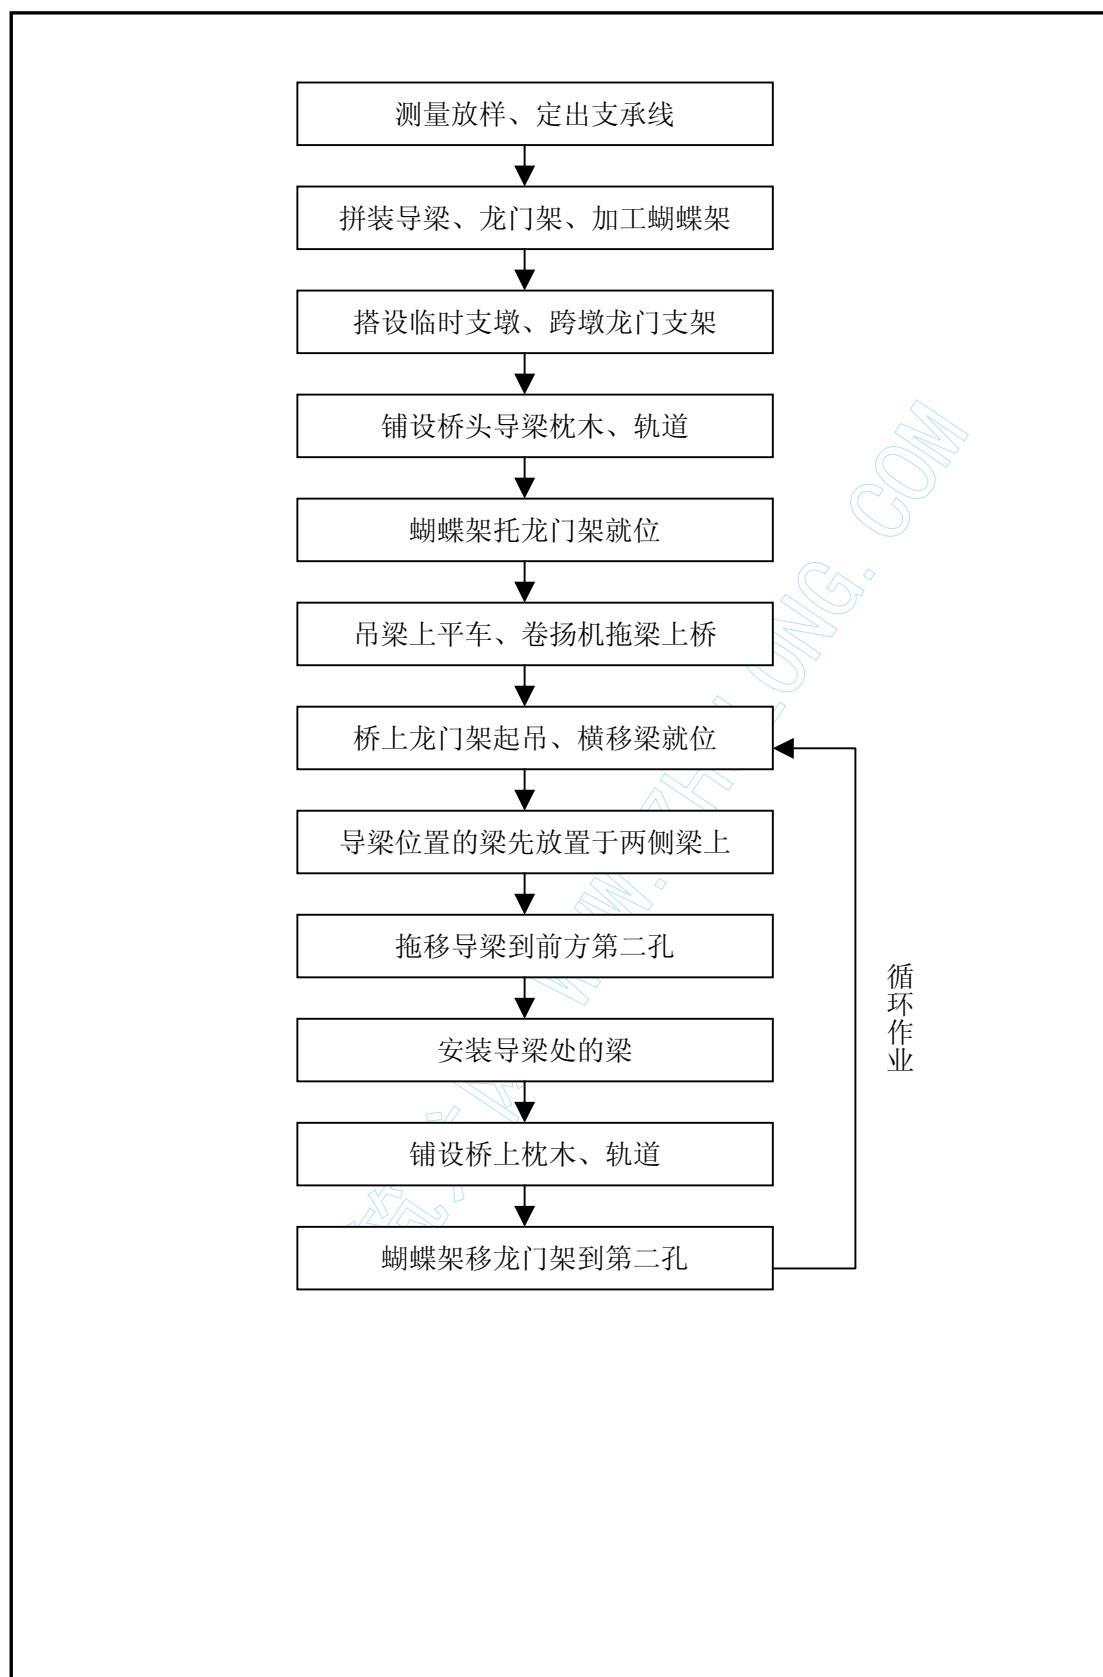 测量放样、定出支承线
拼装导梁、龙门架、加工蝴蝶架
搭设临时支墩、跨墩龙门支架
铺设桥头导梁枕木、轨道
蝴蝶架托龙门架就位
吊梁上平车、卷扬机拖梁上桥
桥上龙门架起吊、横移梁就位
导梁位置的梁先放置于两侧梁上
拖移导梁到前方第二孔
安装导梁处的梁
铺设桥上枕木、轨道
蝴蝶架移龙门架到第二孔
循环作业